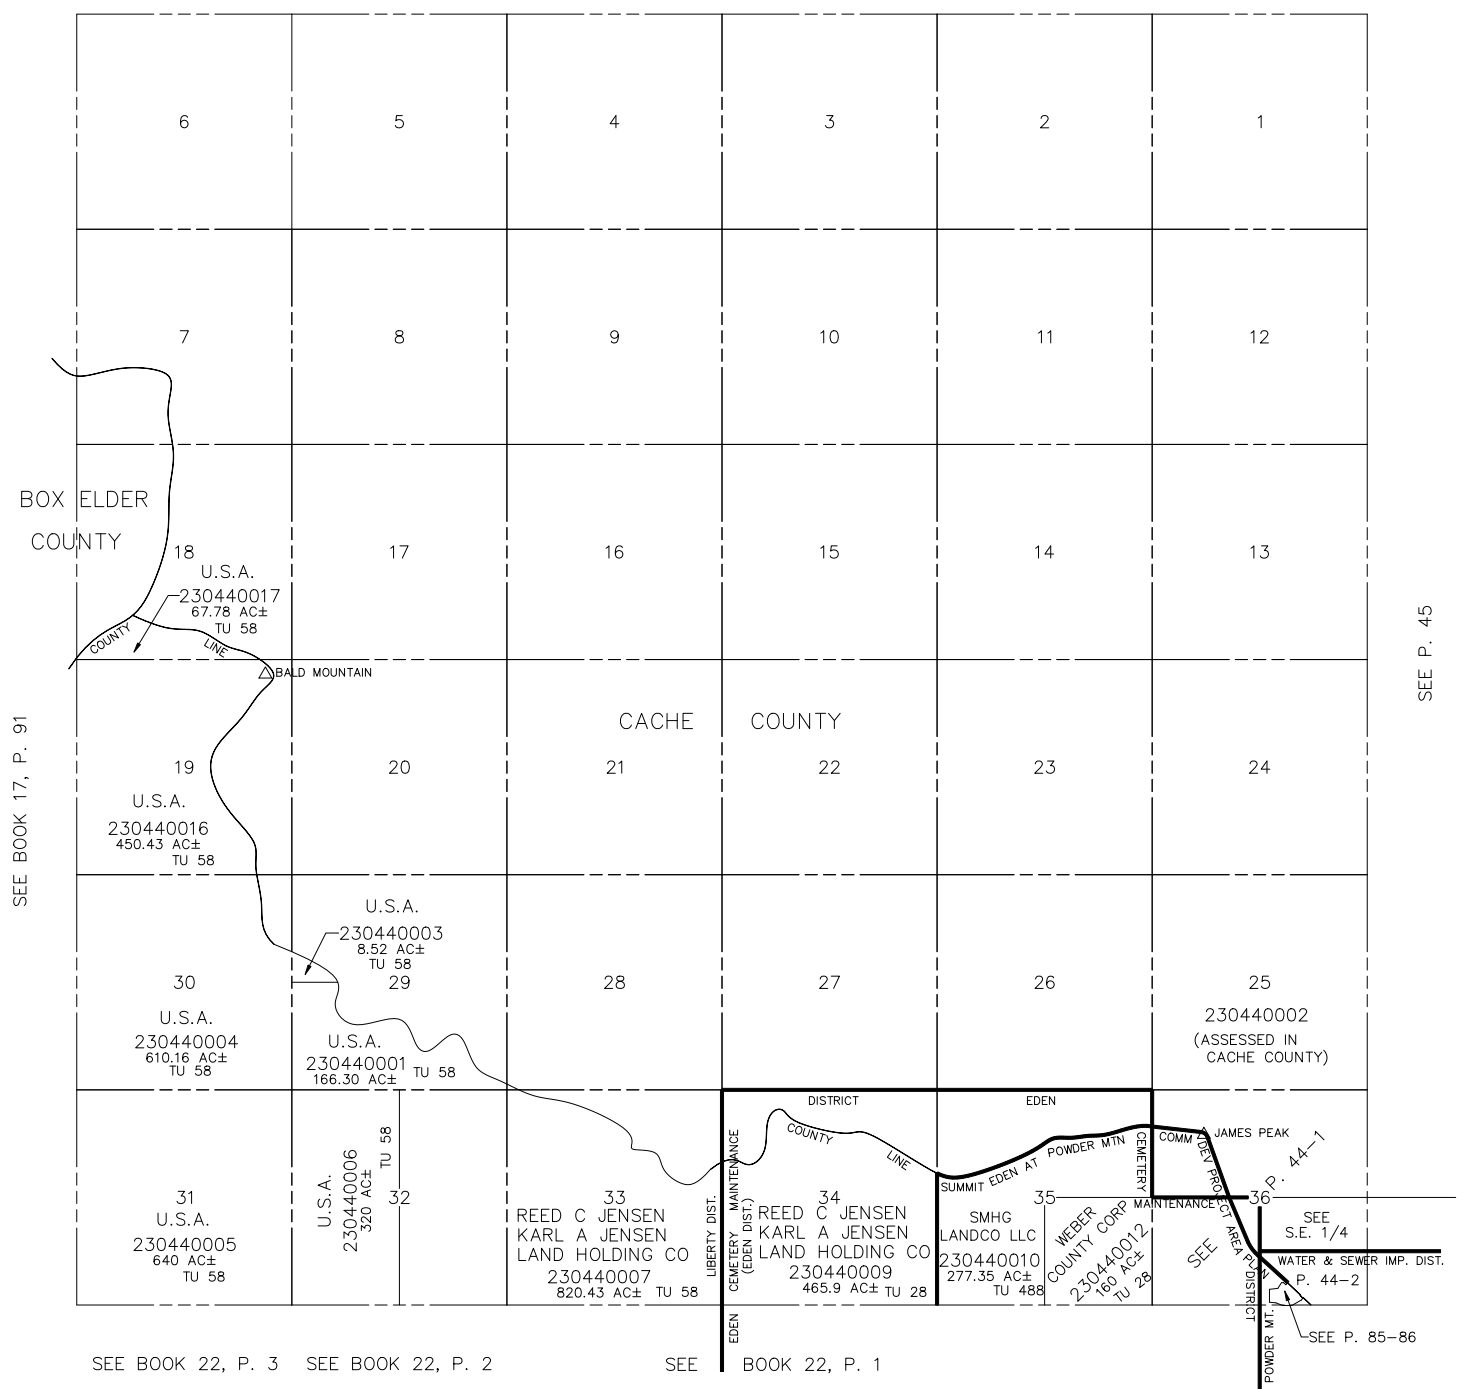 6
5
4
3
2
1
7
8
9
10
11
12
BOX ELDER
COUNTY
18
17
16
15
14
13
U.S.A.
230440017
67.78 AC±
TU 58
COUNTY
LINE
BALD MOUNTAIN
SEE P. 45
CACHE COUNTY
SEE BOOK 17, P. 91
19
20
21
22
23
24
U.S.A.
230440016
450.43 AC±
TU 58
U.S.A.
230440003
8.52 AC±
TU 58
30
29
28
27
26
25
U.S.A.
230440004
610.16 AC±
TU 58
U.S.A.
230440001
166.30 AC±
TU 58
230440002
(ASSESSED IN
CACHE COUNTY)
DISTRICT
EDEN
COUNTY
LINE
SUMMIT EDEN AT POWDER MTN
COMM
DEV PROJECT AREA PLAN
JAMES PEAK
31
U.S.A.
230440005
640 AC±
TU 58
32
U.S.A.
230440006
320 AC±
TU 58
33
REED C JENSEN
KARL A JENSEN
LAND HOLDING CO
230440007
820.43 AC±
TU 58
LIBERTY DIST.
EDEN CEMETERY MAINTENANCE
(EDEN DIST.)
34
REED C JENSEN
KARL A JENSEN
LAND HOLDING CO
230440009
465.9 AC±
TU 28
35
SMHG
LANDCO LLC
230440010
277.35 AC±
TU 488
WEBER
COUNTY CORP
230440012
160 AC±
TU 28
CEMETERY
MAINTENANCE
DISTRICT
36
SEE P. 44-1
SEE
S.E. 1/4
P. 44-2
WATER & SEWER IMP. DIST.
POWDER MT.
SEE P. 85-86
SEE BOOK 22, P. 3
SEE BOOK 22, P. 2
SEE BOOK 22, P. 1